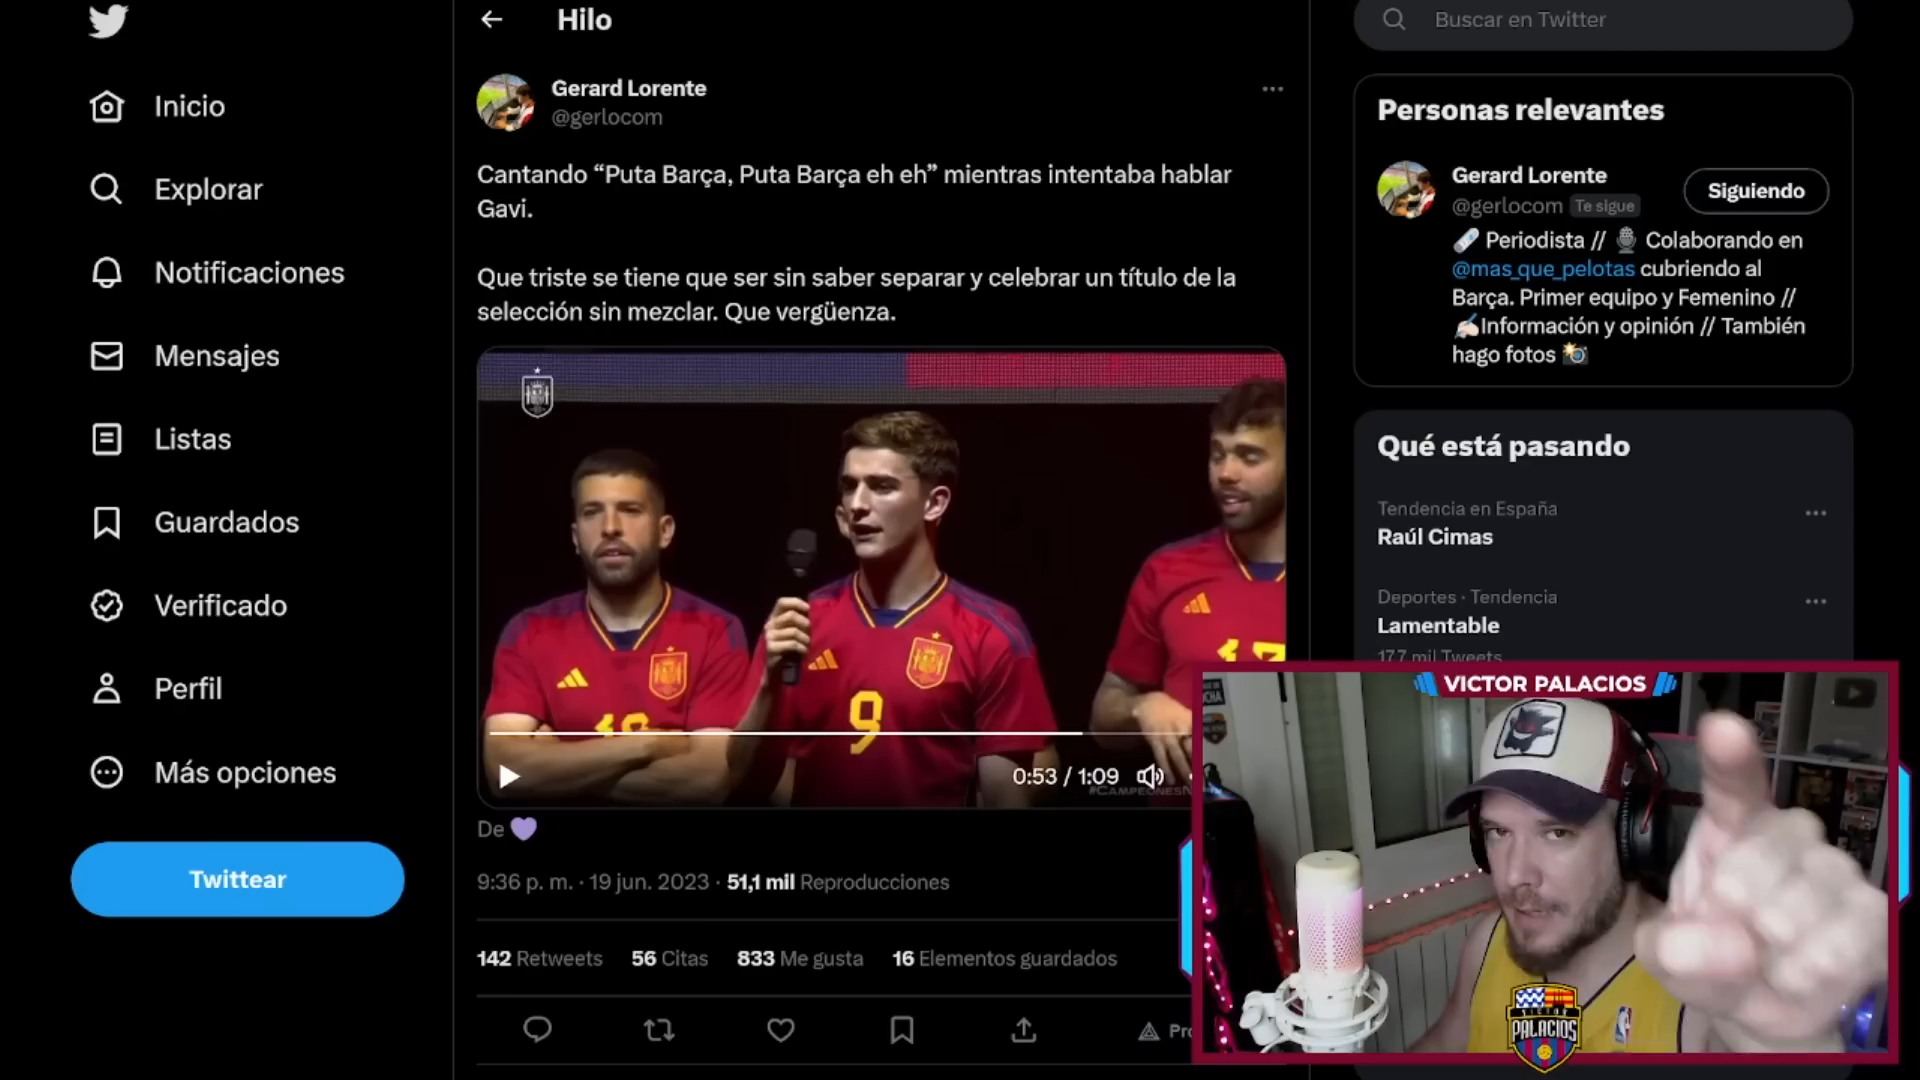 Inicio
Explorar
Notificaciones
Mensajes
Listas
Guardados
Verificado
Perfil
Más opciones
Twittear
Hilo
Gerard Lorente
@gerlocom
Cantando “Puta Barça, Puta Barça eh eh” mientras intentaba hablar
Gavi.
Que triste se tiene que ser sin saber separar y celebrar un título de la
selección sin mezclar. Que vergüenza.
9
0:53 / 1:09
De 💜
9:36 p. m. · 19 jun. 2023 · 51,1 mil Reproducciones
142 Retweets 56 Citas 833 Me gusta 16 Elementos guardados
Buscar en Twitter
Personas relevantes
Gerard Lorente
@gerlocom Te sigue
Siguiendo
🗞️ Periodista // 🎙️ Colaborando en
@mas_que_pelotas cubriendo al
Barça. Primer equipo y Femenino //
✍🏻Información y opinión // También
hago fotos 📸
Qué está pasando
Tendencia en España
Raúl Cimas
Deportes · Tendencia
Lamentable
177 mil Tweets
VICTOR PALACIOS
VICTOR
PALACIOS